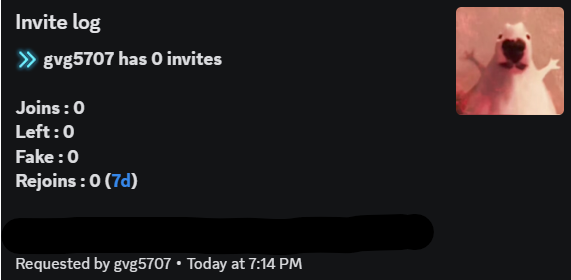 Invite log
gvg5707 has 0 invites
Joins : 0
Left : 0
Fake : 0
Rejoins : 0 (7d)
Requested by gvg5707 • Today at 7:14 PM